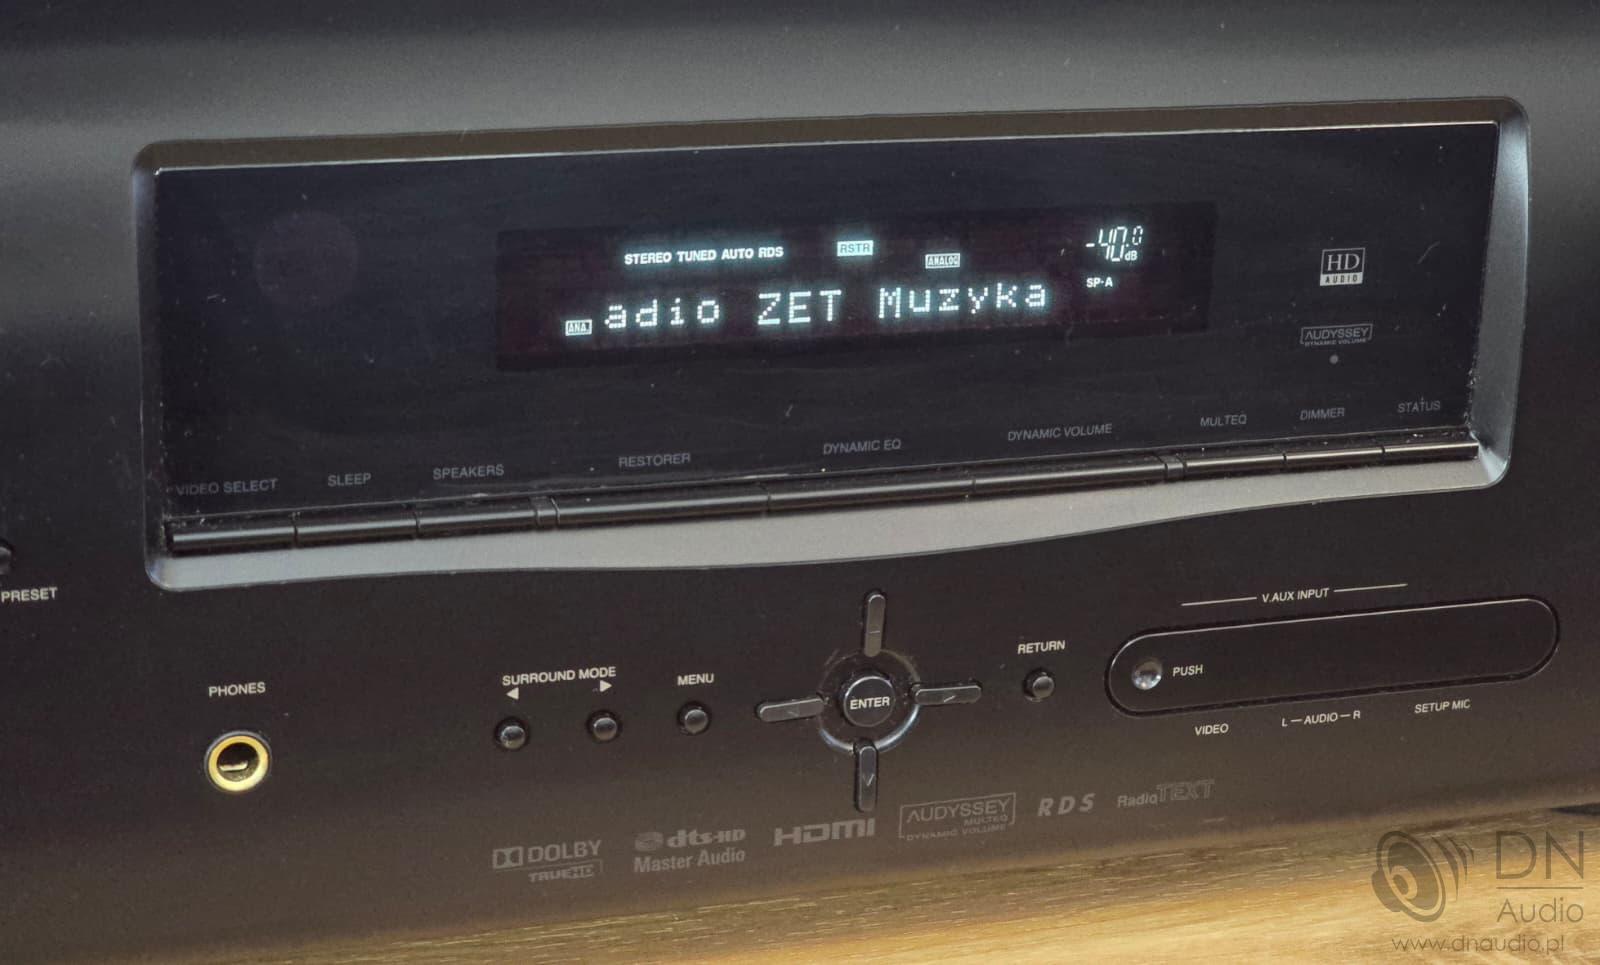 STEREO TUNED AUTO RDS RSTR ANALOG -40.0 dB
SP-A
ANA. adio ZET Muzyka
HD
AUDIO
AUDYSSEY
DYNAMIC VOLUME
VIDEO SELECT SLEEP SPEAKERS RESTORER DYNAMIC EQ DYNAMIC VOLUME MULTEQ DIMMER STATUS
PRESET
V.AUX INPUT
PHONES
SURROUND MODE
MENU
ENTER
RETURN
PUSH
VIDEO L—AUDIO—R SETUP MIC
DOLBY
TRUEHD
dts-HD
Master Audio
HDMI
AUDYSSEY
MULTEQ
DYNAMIC VOLUME
RDS
RadioTEXT
DN
Audio
www.dnaudio.pl